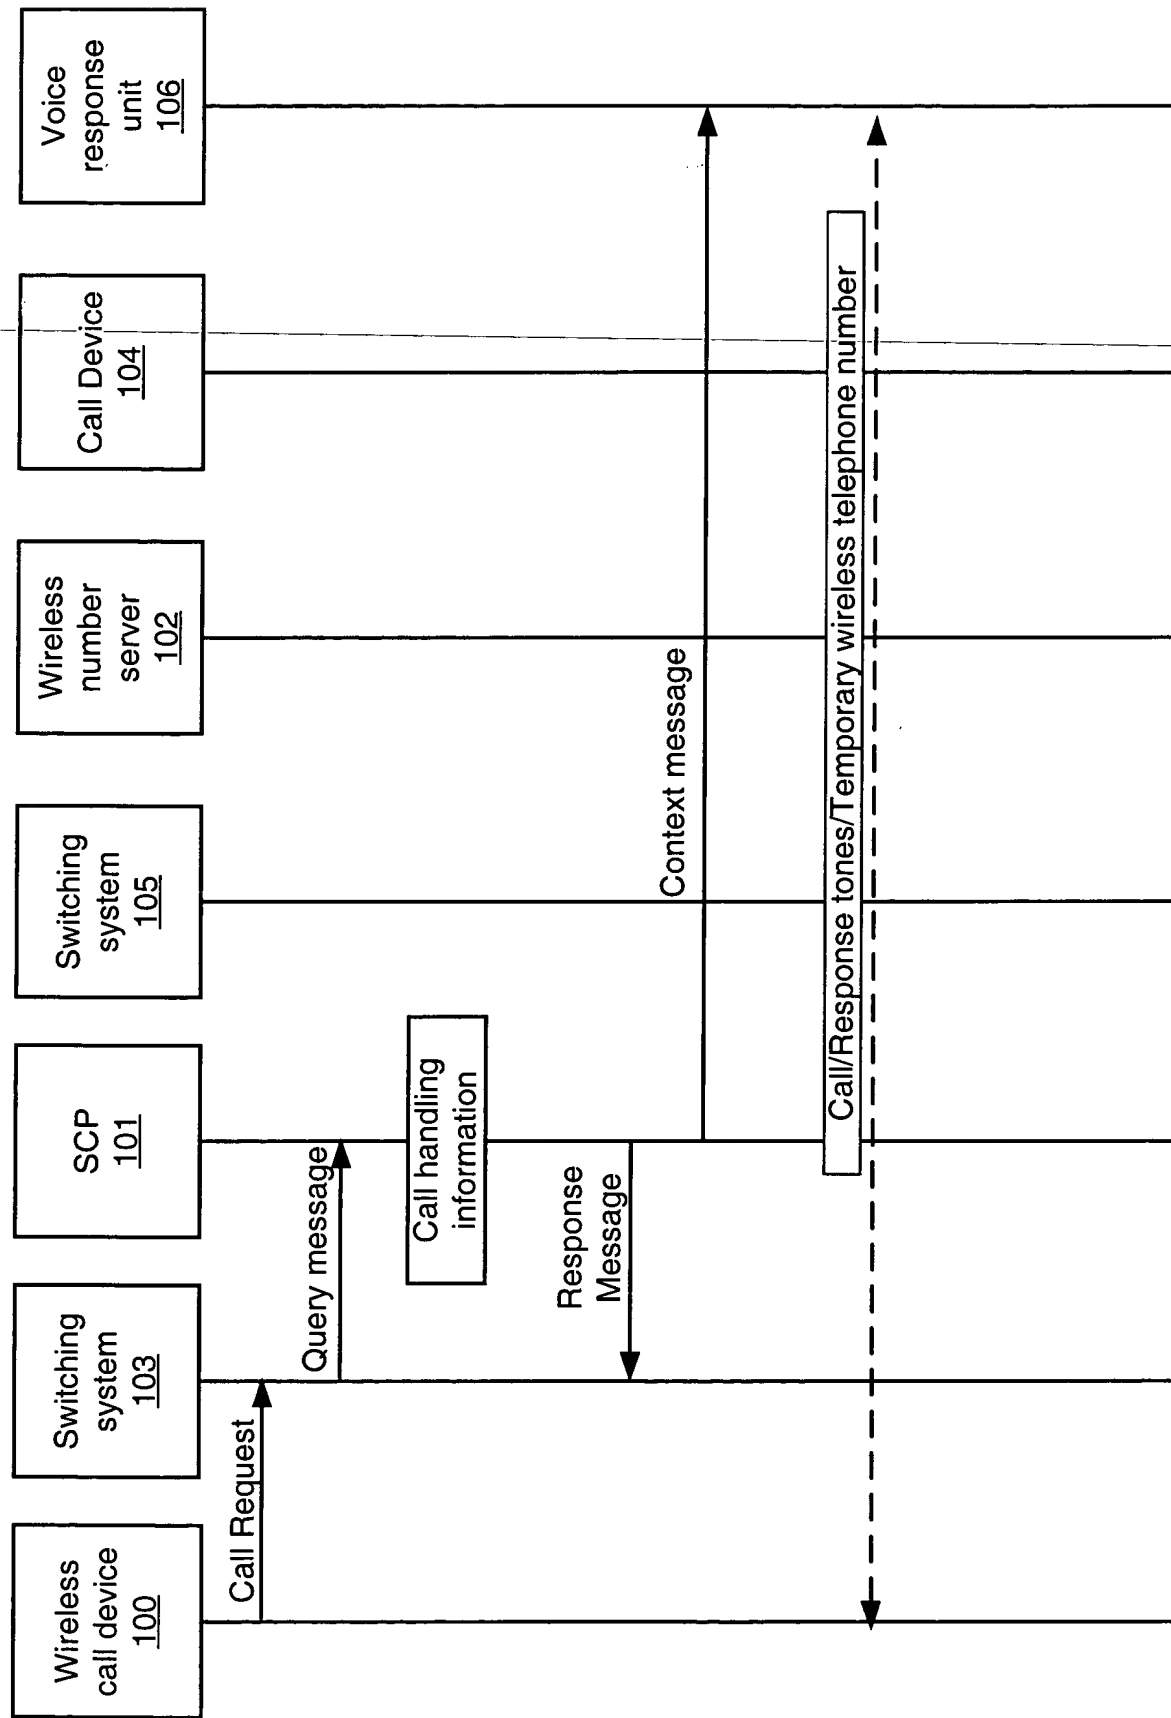 Wireless
call device
100
Switching
system
103
SCP
101
Switching
system
105
Wireless
number
server
102
Call Device
104
Voice
response
unit
106
Call Request
Query message
Call handling
information
Response
Message
Context message
Call/Response tones/Temporary wireless telephone number